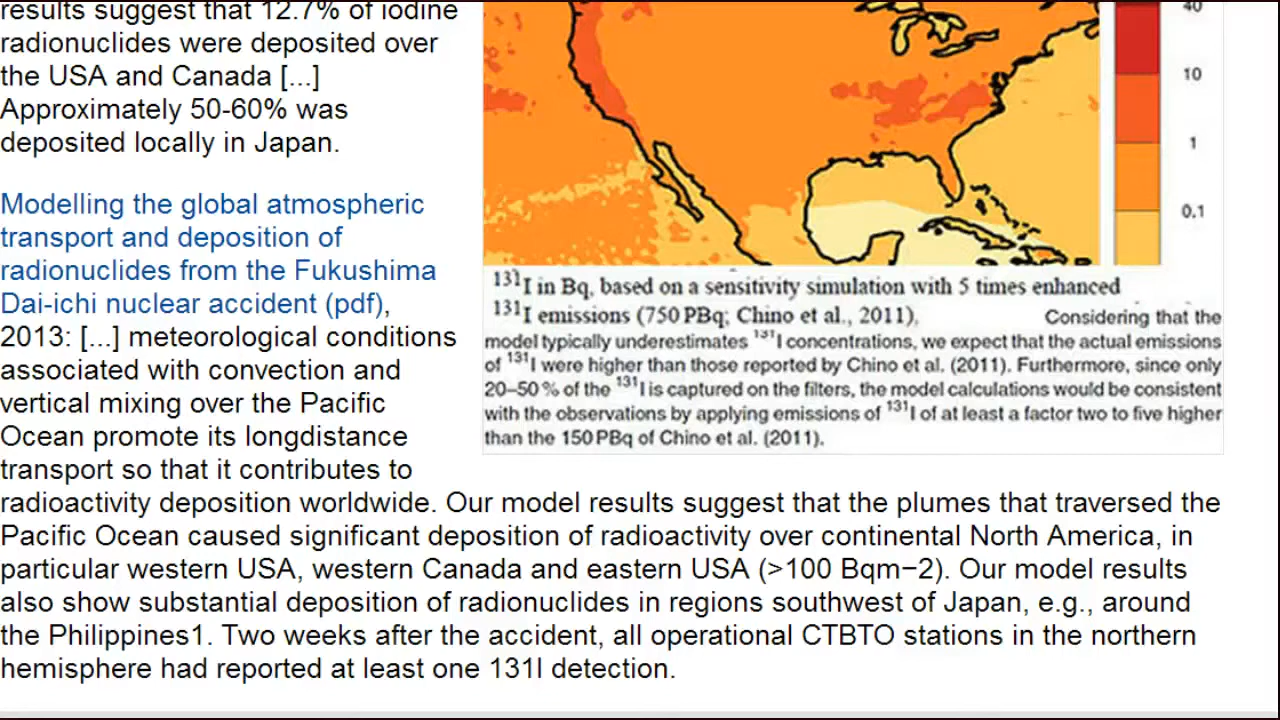 results suggest that 12.7% of iodine
radionuclides were deposited over
the USA and Canada [...]
Approximately 50-60% was
deposited locally in Japan.
Modelling the global atmospheric
transport and deposition of
radionuclides from the Fukushima
Dai-ichi nuclear accident (pdf),
2013: [...] meteorological conditions
associated with convection and
vertical mixing over the Pacific
Ocean promote its longdistance
transport so that it contributes to
40
10
1
0.1
131I in Bq, based on a sensitivity simulation with 5 times enhanced
131I emissions (750 PBq; Chino et al., 2011),
Considering that the
model typically underestimates 131I concentrations, we expect that the actual emissions
of 131I were higher than those reported by Chino et al. (2011). Furthermore, since only
20–50 % of the 131I is captured on the filters, the model calculations would be consistent
with the observations by applying emissions of 131I of at least a factor two to five higher
than the 150 PBq of Chino et al. (2011).
radioactivity deposition worldwide. Our model results suggest that the plumes that traversed the
Pacific Ocean caused significant deposition of radioactivity over continental North America, in
particular western USA, western Canada and eastern USA (>100 Bqm−2). Our model results
also show substantial deposition of radionuclides in regions southwest of Japan, e.g., around
the Philippines1. Two weeks after the accident, all operational CTBTO stations in the northern
hemisphere had reported at least one 131I detection.